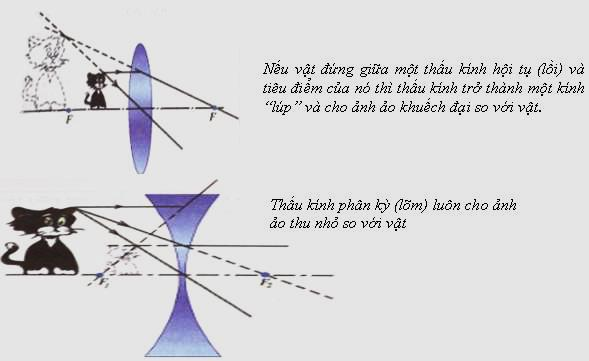 Nếu vật đứng giữa một thấu kính hội tụ (lồi) và
tiêu điểm của nó thì thấu kính trở thành một kính
“lúp” và cho ảnh ảo khuếch đại so với vật.
F
F
Thấu kính phân kỳ (lõm) luôn cho ảnh
ảo thu nhỏ so với vật
F₁
F₂